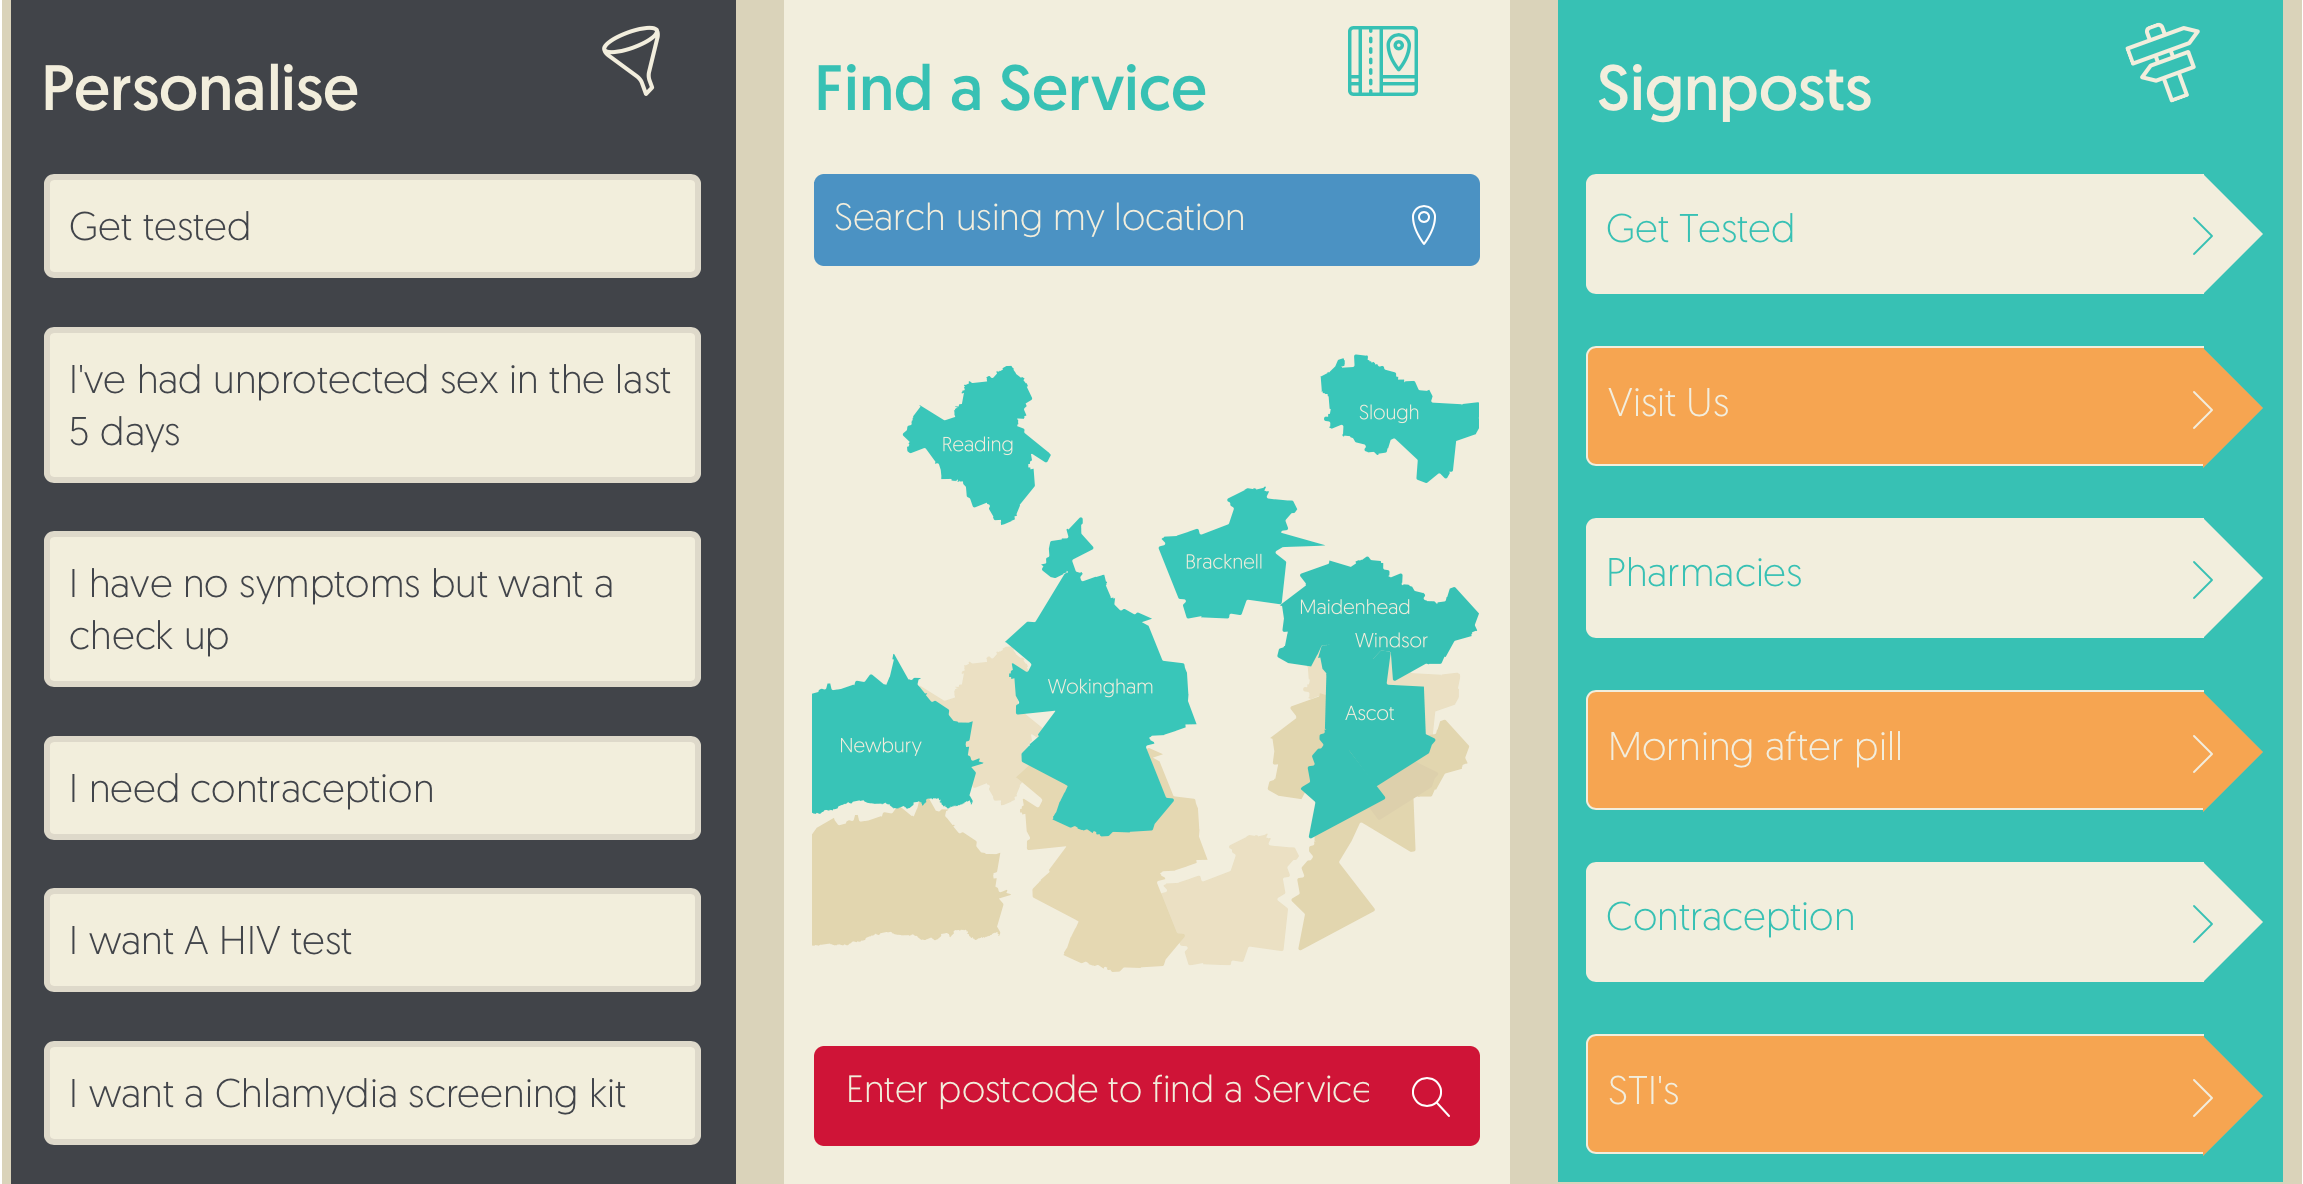 Personalise
Get tested
I've had unprotected sex in the last
5 days
I have no symptoms but want a
check up
I need contraception
I want A HIV test
I want a Chlamydia screening kit
Find a Service
Search using my location
Slough
Reading
Bracknell
Maidenhead
Windsor
Wokingham
Ascot
Newbury
Enter postcode to find a Service
Signposts
Get Tested
Visit Us
Pharmacies
Morning after pill
Contraception
STI's